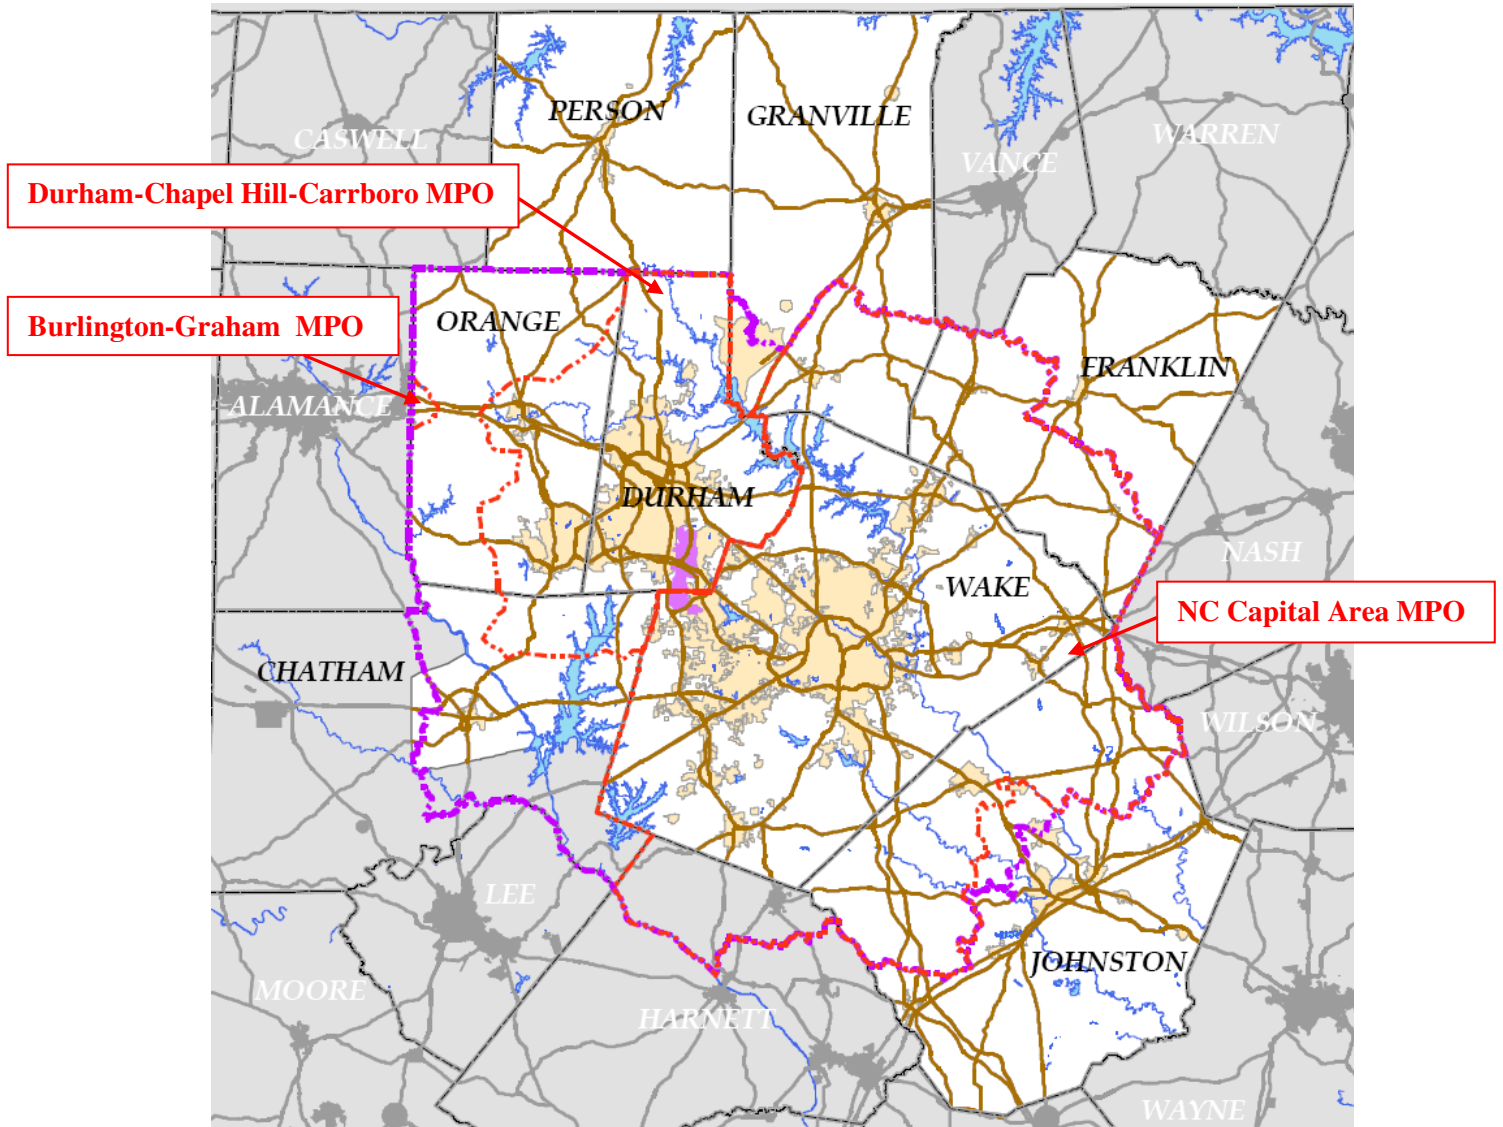 PERSON
GRANVILLE
CASWELL
WARREN
VANCE
Durham-Chapel Hill-Carrboro MPO
Burlington-Graham  MPO
ORANGE
FRANKLIN
ALAMANCE
DURHAM
NASH
WAKE
NC Capital Area MPO
CHATHAM
WILSON
LEE
JOHNSTON
MOORE
HARNETT
WAYNE